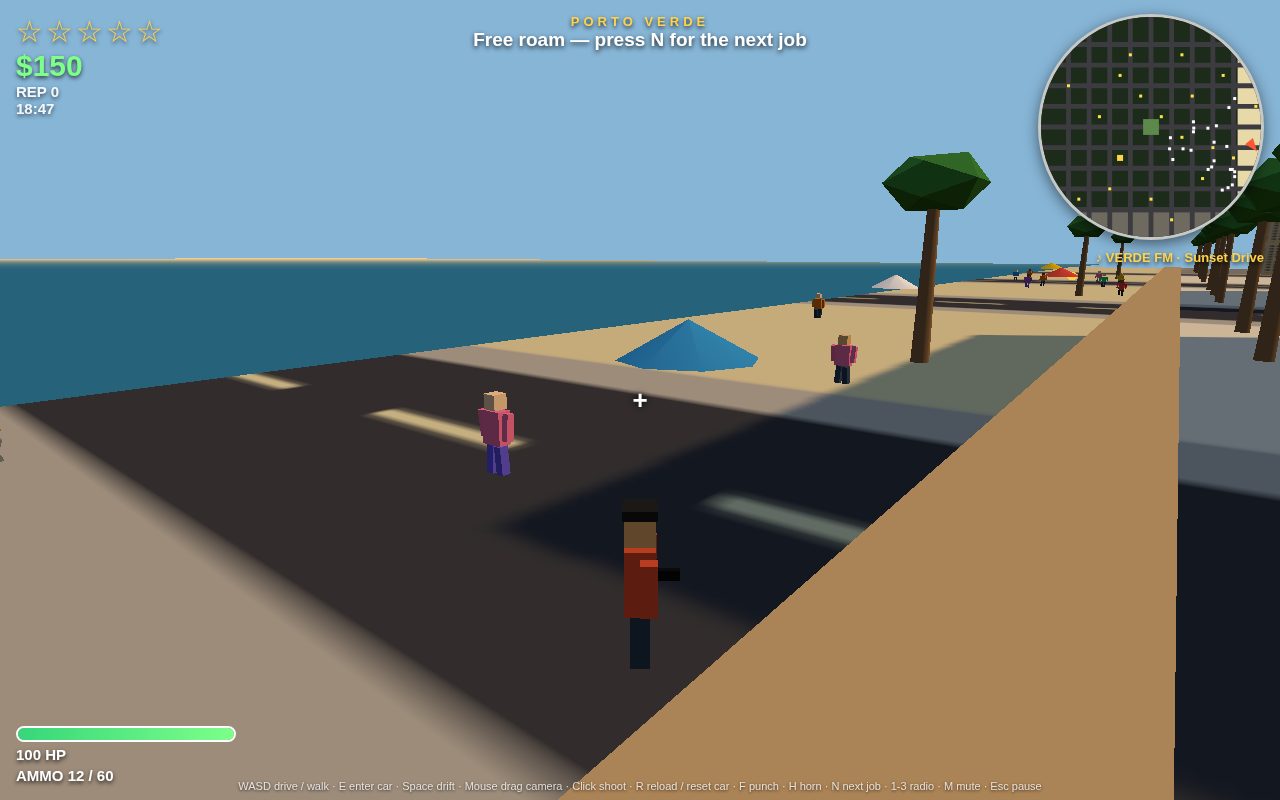 ☆☆☆☆☆
$150
REP 0
18:47
PORTO VERDE
Free roam — press N for the next job
♪ VERDE FM · Sunset Drive
100 HP
AMMO 12 / 60
WASD drive / walk · E enter car · Space drift · Mouse drag camera · Click shoot · R reload / reset car · F punch · H horn · N next job · 1-3 radio · M mute · Esc pause